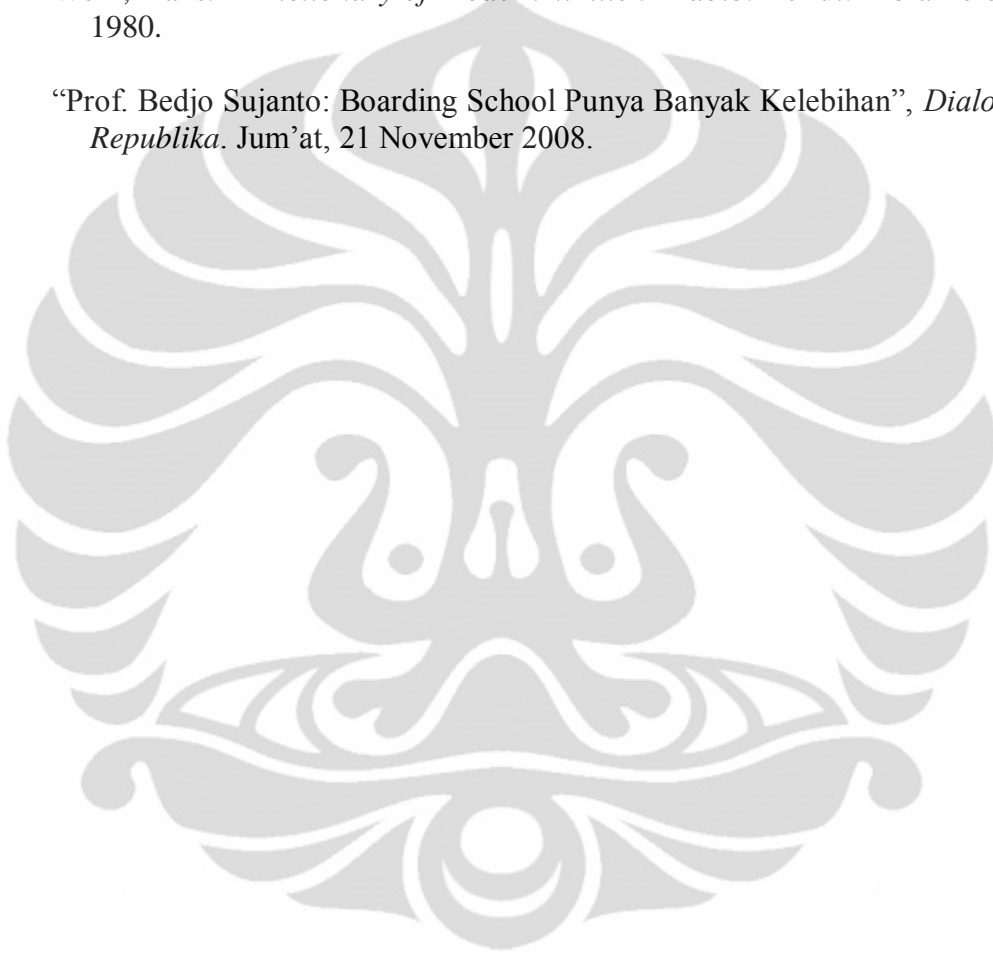 1980.
“Prof. Bedjo Sujanto: Boarding School Punya Banyak Kelebihan”, Dialo
Republika. Jum’at, 21 November 2008.